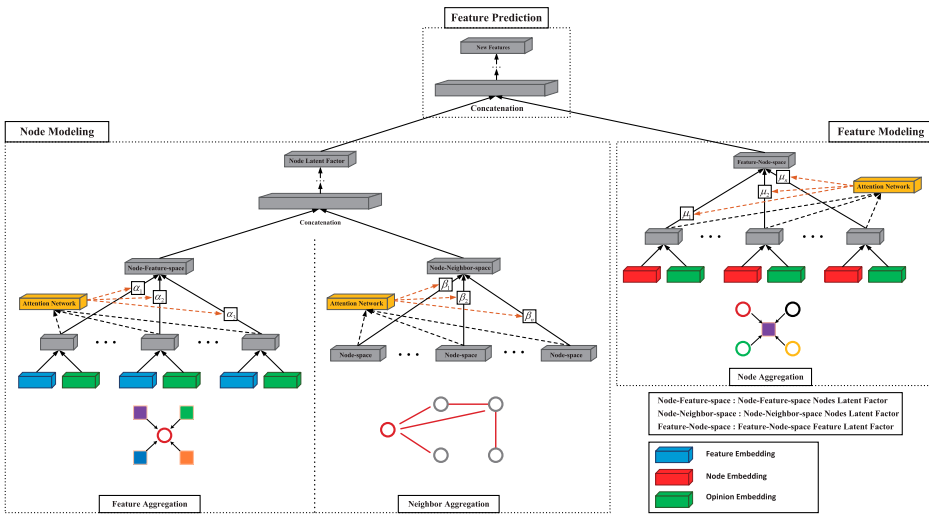 Feature Prediction
New Features
Concatenation
Node Modeling
Feature Modeling
Node Latent Factor
Concatenation
Feature-Node-space
Attention Network
μ1
μ2
Node-Feature-space
Attention Network
α1
α2
Node-Neighbor-space
Attention Network
β1
β2
Node-space
Node-space
Node-space
Feature Aggregation
Neighbor Aggregation
Node Aggregation
Node-Feature-space : Node-Feature-space Nodes Latent Factor
Node-Neighbor-space : Node-Neighbor-space Nodes Latent Factor
Feature-Node-space : Feature-Node-space Feature Latent Factor
Feature Embedding
Node Embedding
Opinion Embedding